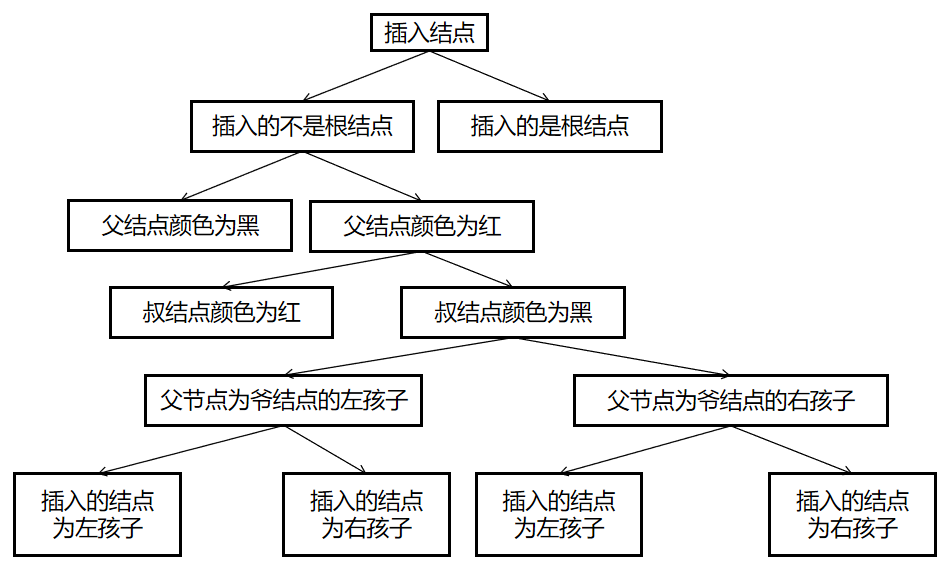 插入结点
插入的不是根结点
插入的是根结点
父结点颜色为黑
父结点颜色为红
叔结点颜色为红
叔结点颜色为黑
父节点为爷结点的左孩子
父节点为爷结点的右孩子
插入的结点
为左孩子
插入的结点
为右孩子
插入的结点
为左孩子
插入的结点
为右孩子